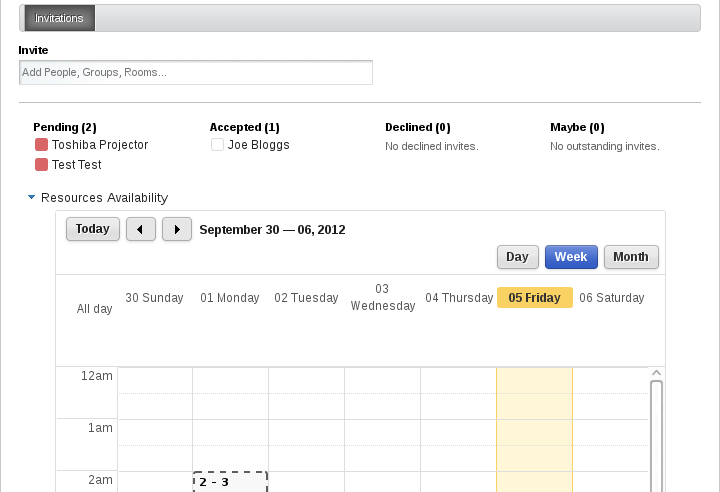 Invitations
Invite
Add People, Groups, Rooms...
Pending (2)
Toshiba Projector
Test Test
Accepted (1)
Joe Bloggs
Declined (0)
No declined invites.
Maybe (0)
No outstanding invites.
Resources Availability
Today
September 30 — 06, 2012
Day Week Month
All day
30 Sunday
01 Monday
02 Tuesday
03
Wednesday
04 Thursday
05 Friday
06 Saturday
12am
1am
2am
2 - 3